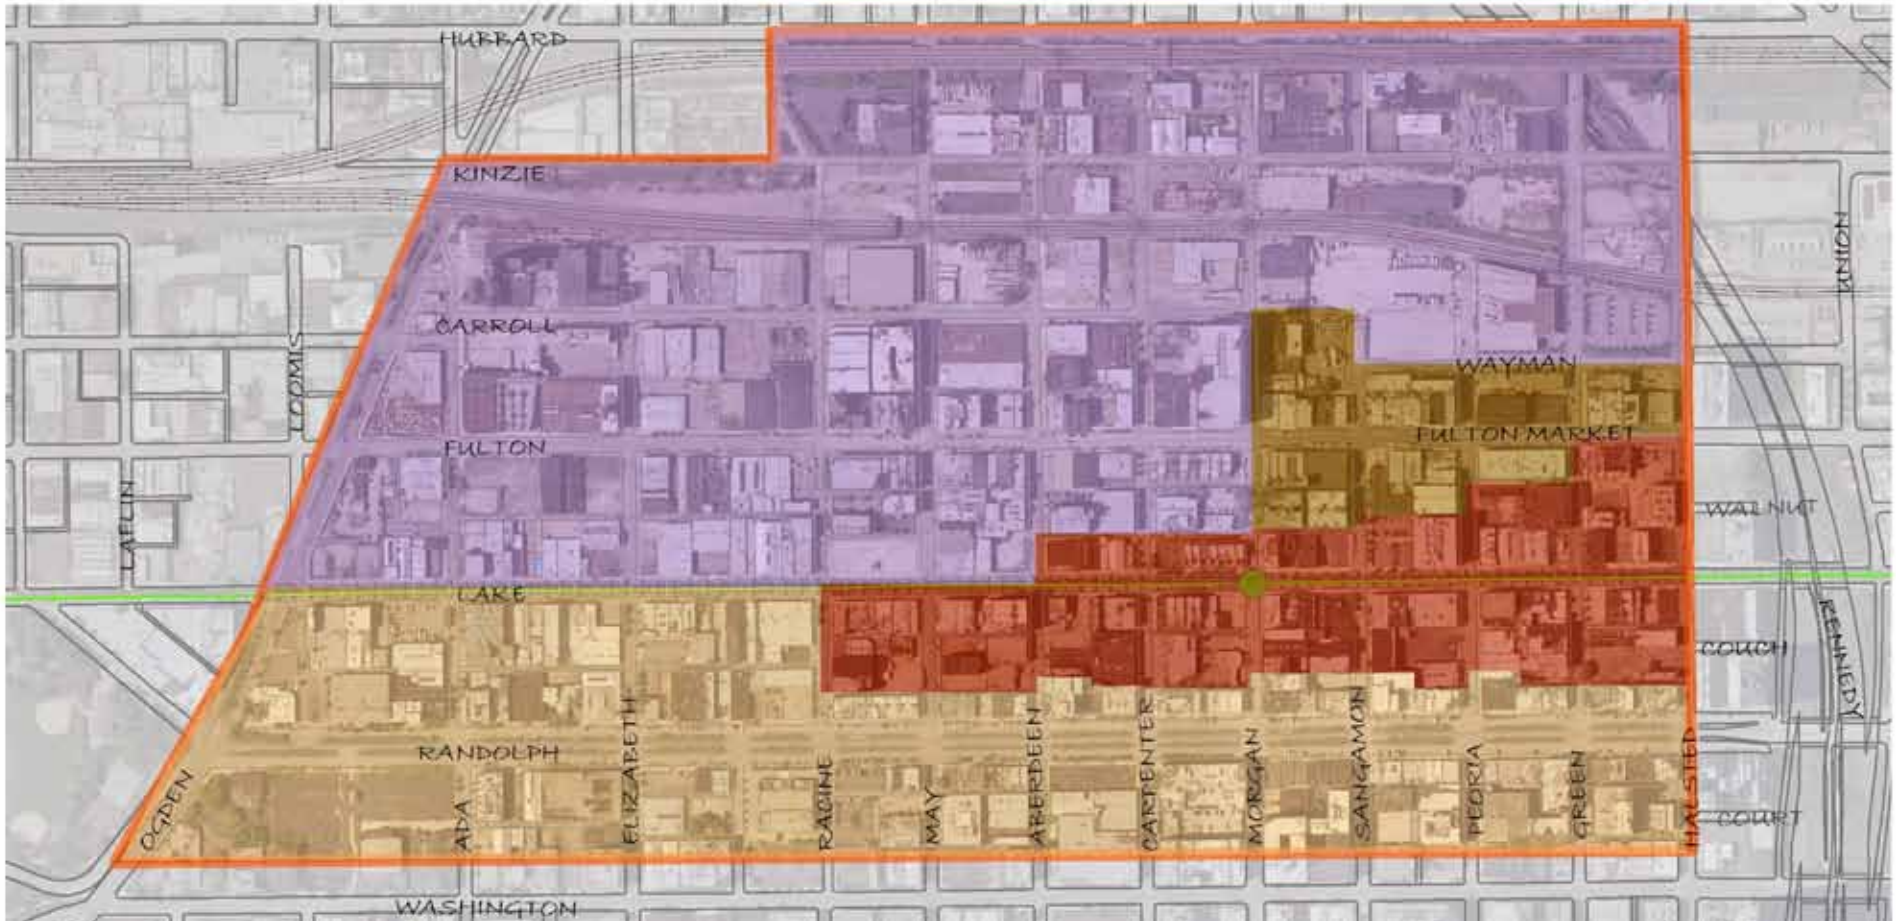 HUBBARD
KINZIE
UNION
CARROLL
LOOMIS
WAYMAN
FULTON MARKET
FULTON
LAFLIN
WALNUT
LAKE
COUCH
KENNEDY
RANDOLPH
ELIZABETH
ABERDEEN
CARPENTER
SANGAMON
MORGAN
HALSTED
OGDEN
ADA
RACINE
MAY
PEORIA
GREEN
COURT
WASHINGTON